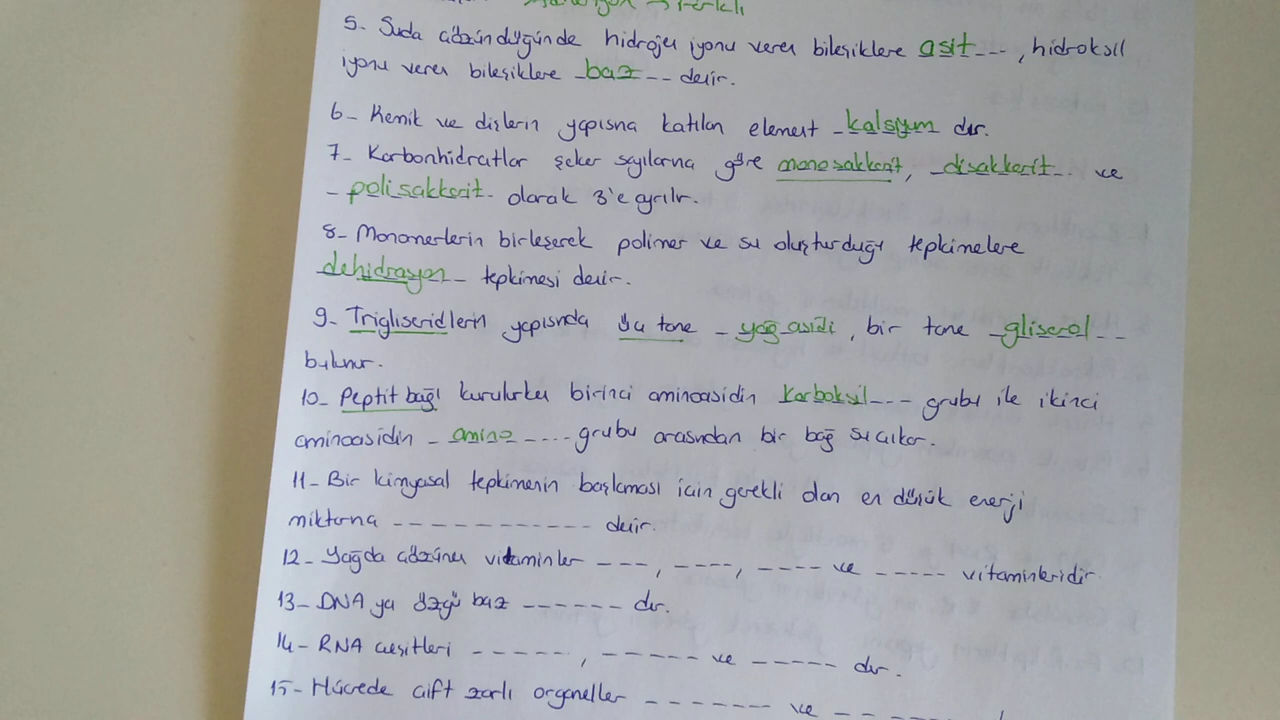 5- Suda çözündüğünde hidrojen iyonu veren bileşiklere asit---, hidroksil
iyonu veren bileşiklere -baz-- denir.
6- Kemik ve dişlerin yapısına katılan element -kalsiyum dır.
7- Karbonhidratlar şeker sayılarına göre monosakkarit, -disakkarit-- ve
-polisakkarit- olarak 3'e ayrılır.
8- Monomerlerin birleşerek polimer ve su oluşturduğu tepkimelere
dehidrasyon-- tepkimesi denir.
9- Trigliseridlerin yapısında üç tane -yağ asidi, bir tane -gliserol--
bulunur.
10- Peptit bağı kurulurken birinci aminoasidin karboksil--- grubu ile ikinci
aminoasidin -amino---- grubu arasından bir bağ su çıkar.
11- Bir kimyasal tepkimenin başlaması için gerekli olan en düşük enerji
miktarına ----------- denir.
12- Yağda çözünen vitaminler ---, ----, ---- ve ----- vitaminleridir.
13- DNA ya özgü baz ------ dır.
14- RNA çeşitleri -----, ----- ve ----- dır.
15- Hücrede çift zarlı organeller ------- ve -- ----